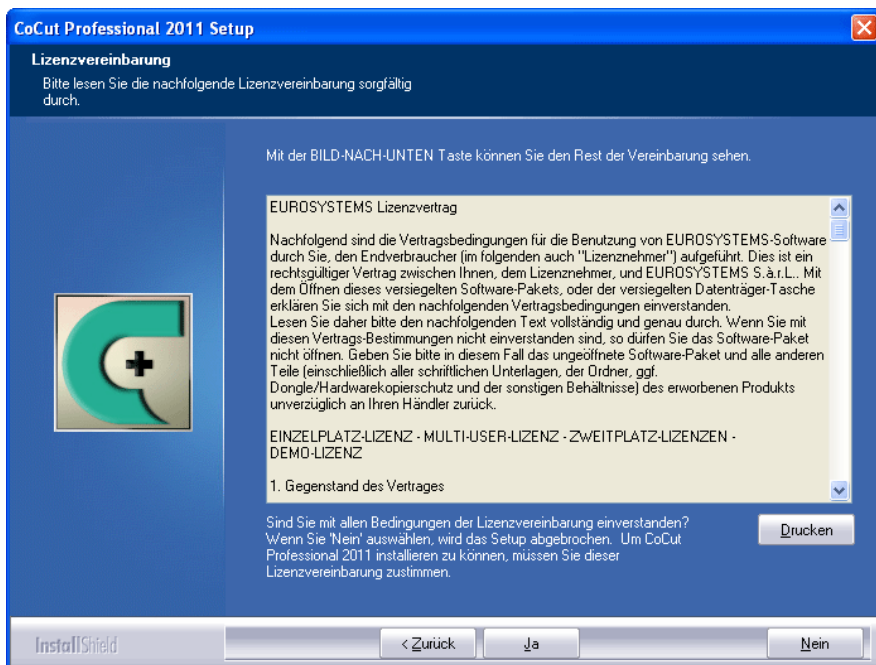 CoCut Professional 2011 Setup
Lizenzvereinbarung
Bitte lesen Sie die nachfolgende Lizenzvereinbarung sorgfältig
durch.
Mit der BILD-NACH-UNTEN Taste können Sie den Rest der Vereinbarung sehen.
EUROSYSTEMS Lizenzvertrag
Nachfolgend sind die Vertragsbedingungen für die Benutzung von EUROSYSTEMS-Software
durch Sie, den Endverbraucher (im folgenden auch "Lizenznehmer") aufgeführt. Dies ist ein
rechtsgültiger Vertrag zwischen Ihnen, dem Lizenznehmer, und EUROSYSTEMS S.à.r.L.. Mit
dem Öffnen dieses versiegelten Software-Pakets, oder der versiegelten Datenträger-Tasche
erklären Sie sich mit den nachfolgenden Vertragsbedingungen einverstanden.
Lesen Sie daher bitte den nachfolgenden Text vollständig und genau durch. Wenn Sie mit
diesen Vertrags-Bestimmungen nicht einverstanden sind, so dürfen Sie das Software-Paket
nicht öffnen. Geben Sie bitte in diesem Fall das ungeöffnete Software-Paket und alle anderen
Teile (einschließlich aller schriftlichen Unterlagen, der Ordner, ggf.
Dongle/Hardwarekopierschutz und der sonstigen Behältnisse) des erworbenen Produkts
unverzüglich an Ihren Händler zurück.
EINZELPLATZ-LIZENZ - MULTI-USER-LIZENZ - ZWEITPLATZ-LIZENZEN -
DEMO-LIZENZ
1. Gegenstand des Vertrages
Sind Sie mit allen Bedingungen der Lizenzvereinbarung einverstanden?
Wenn Sie 'Nein' auswählen, wird das Setup abgebrochen. Um CoCut
Professional 2011 installieren zu können, müssen Sie dieser
Lizenzvereinbarung zustimmen.
Drucken
InstallShield
< Zurück
Ja
Nein